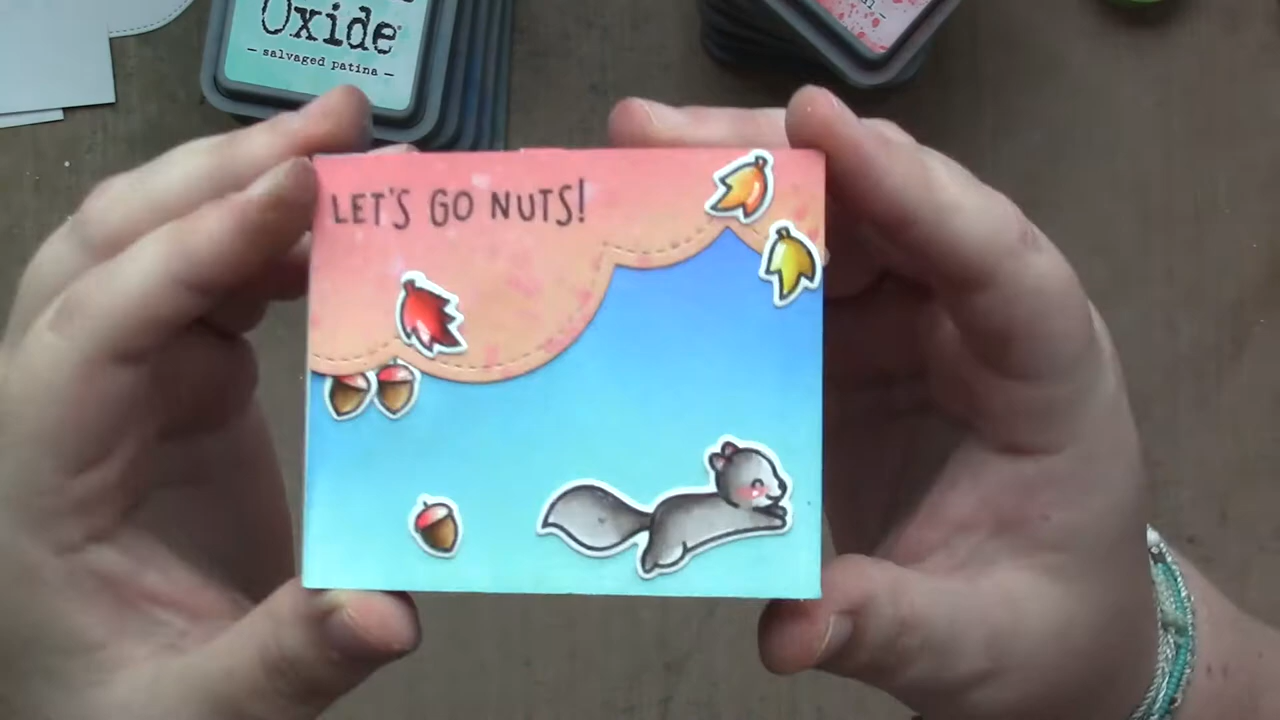 Oxide
— salvaged patina —
LET'S GO NUTS!